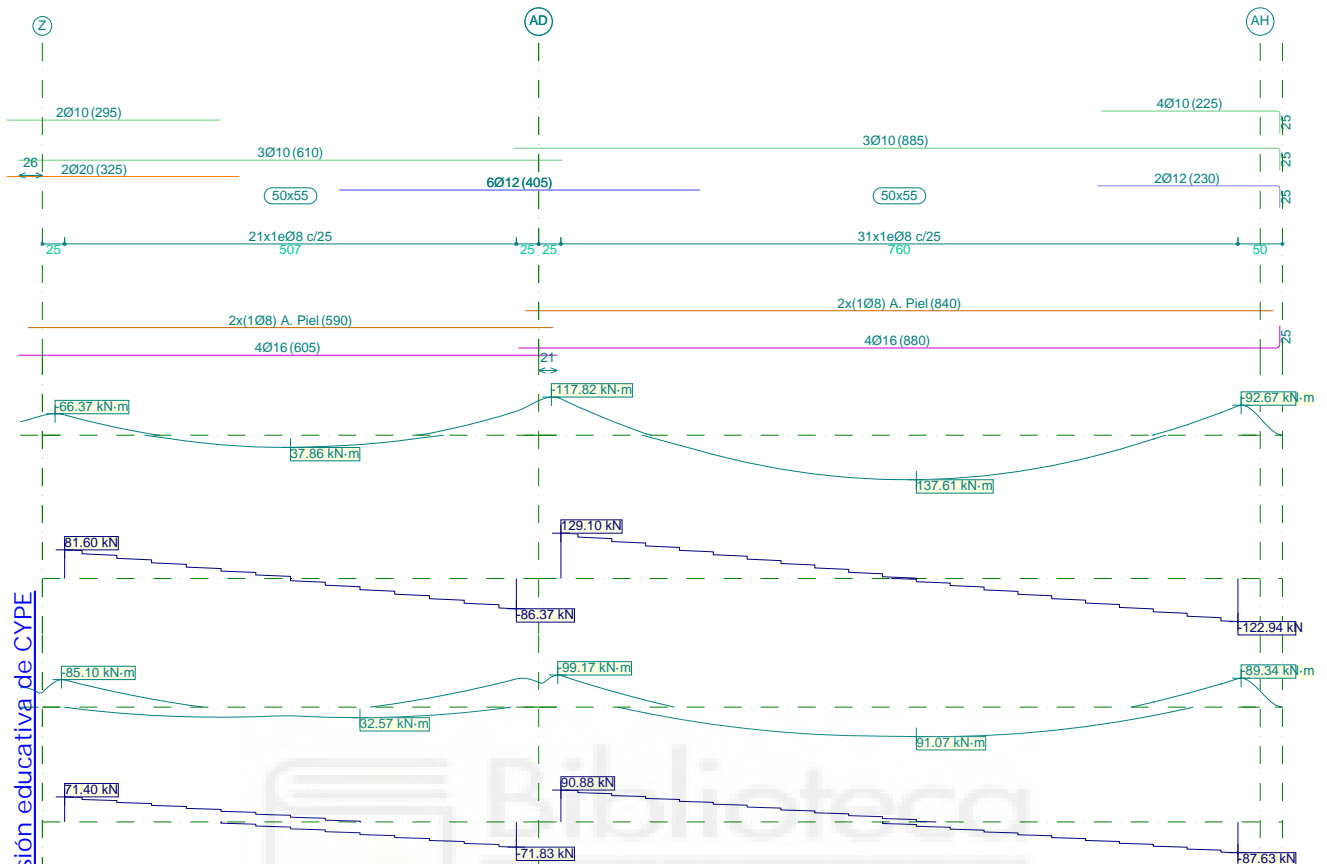 Z AD AH
2Ø10 (295) 4Ø10 (225)
25
3Ø10 (610) 3Ø10 (885)
25
26
2Ø20 (325) 6Ø12 (405) 2Ø12 (230)
50x55 50x55
25
21x1eØ8 c/25 31x1eØ8 c/25
25 507 25 25 760 50
2x(1Ø8) A. Piel (840)
2x(1Ø8) A. Piel (590)
4Ø16 (605) 4Ø16 (880)
25
21
-66.37 kN·m -117.82 kN·m -92.67 kN·m
37.86 kN·m 137.61 kN·m
81.60 kN 129.10 kN
-86.37 kN -122.94 kN
-85.10 kN·m -99.17 kN·m -89.34 kN·m
32.57 kN·m 91.07 kN·m
71.40 kN 90.88 kN
-71.83 kN -87.63 kN
sión educativa de CYPE
Biblioteca